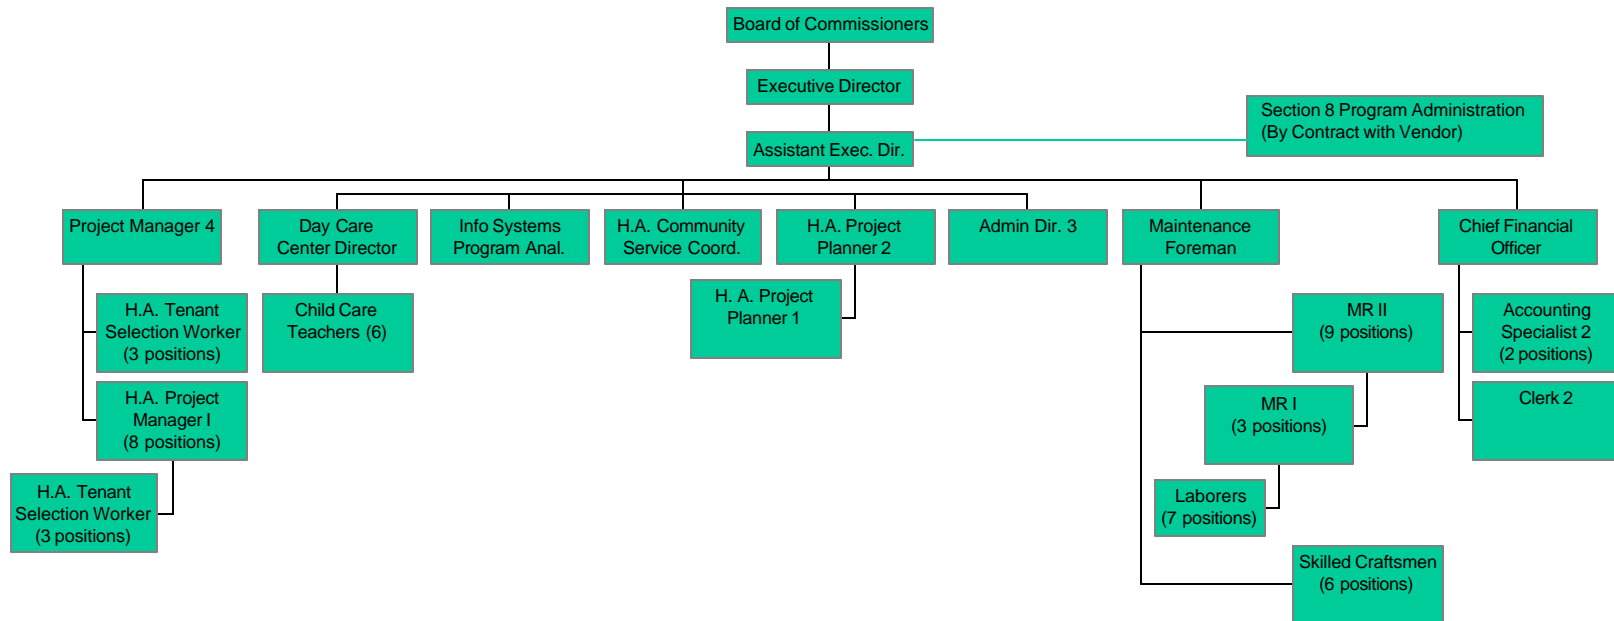 Board of Commissioners
Executive Director
Section 8 Program Administration
(By Contract with Vendor)
Assistant Exec. Dir.
Project Manager 4
Day Care
Center Director
Info Systems
Program Anal.
H.A. Community
Service Coord.
H.A. Project
Planner 2
Admin Dir. 3
Maintenance
Foreman
Chief Financial
Officer
H.A. Tenant
Selection Worker
(3 positions)
Child Care
Teachers (6)
H. A. Project
Planner 1
MR II
(9 positions)
Accounting
Specialist 2
(2 positions)
H.A. Project
Manager I
(8 positions)
MR I
(3 positions)
Clerk 2
H.A. Tenant
Selection Worker
(3 positions)
Laborers
(7 positions)
Skilled Craftsmen
(6 positions)